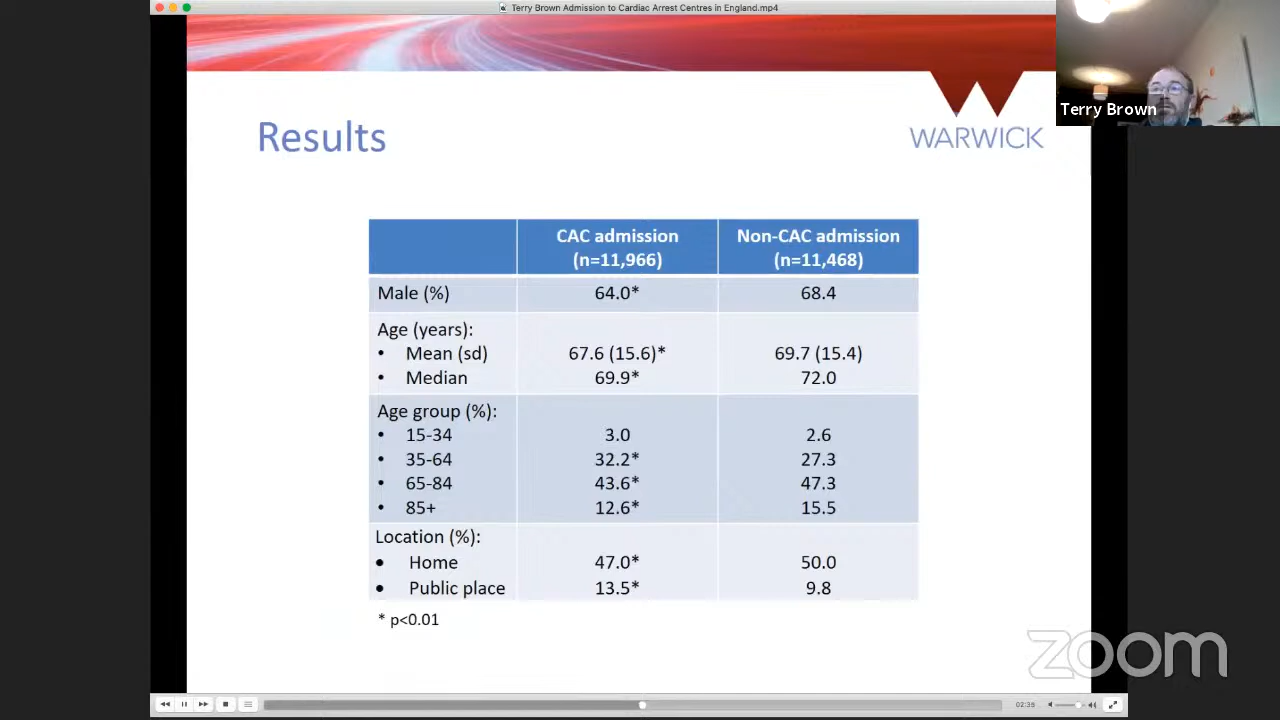 Terry Brown Admission to Cardiac Arrest Centres in England.mp4
Terry Brown
Results
WARWICK
CAC admission Non-CAC admission
(n=11,966) (n=11,468)
Male (%) 64.0* 68.4
Age (years):
• Mean (sd) 67.6 (15.6)* 69.7 (15.4)
• Median 69.9* 72.0
Age group (%):
• 15-34 3.0 2.6
• 35-64 32.2* 27.3
• 65-84 43.6* 47.3
• 85+ 12.6* 15.5
Location (%):
• Home 47.0* 50.0
• Public place 13.5* 9.8
* p<0.01
zoom
02:35